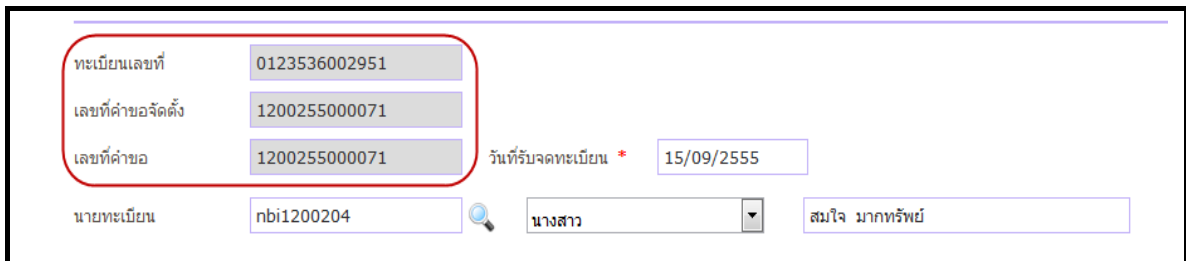 ทะเบียนเลขที่ 0123536002951
เลขที่คำขอจัดตั้ง 1200255000071
เลขที่คำขอ 1200255000071 วันที่รับจดทะเบียน * 15/09/2555
นายทะเบียน nbi1200204 นางสาว สมใจ มากทรัพย์